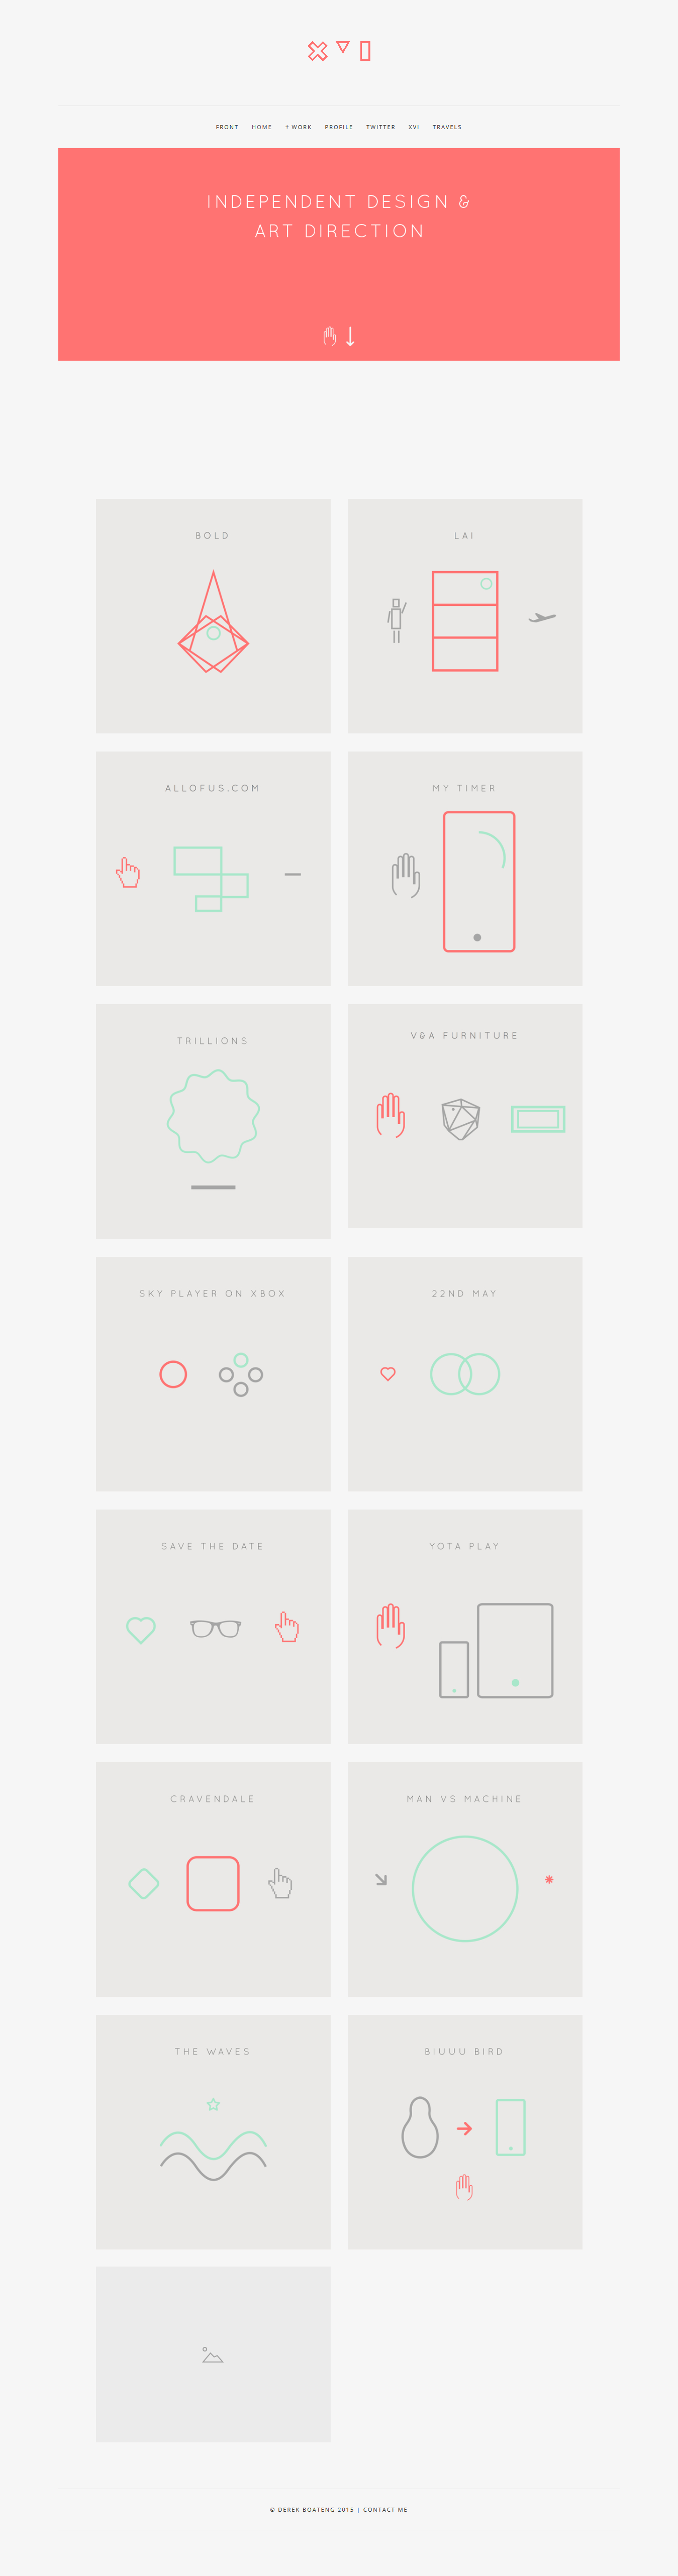 FRONT HOME + WORK PROFILE TWITTER XVI TRAVELS
INDEPENDENT DESIGN &
ART DIRECTION
BOLD
LAI
ALLOFUS.COM
MY TIMER
TRILLIONS
V&A FURNITURE
SKY PLAYER ON XBOX
22ND MAY
SAVE THE DATE
YOTA PLAY
CRAVENDALE
MAN VS MACHINE
THE WAVES
BIUUU BIRD
© DEREK BOATENG 2015 | CONTACT ME